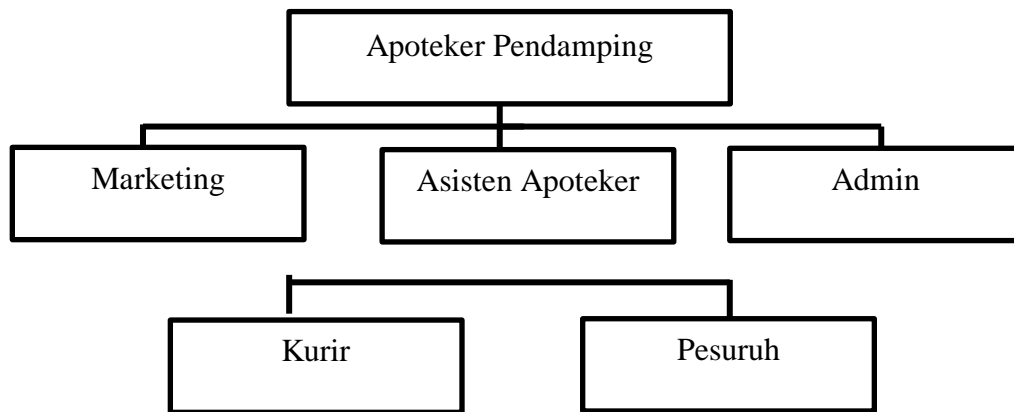 Apoteker Pendamping
Marketing
Asisten Apoteker
Admin
Kurir
Pesuruh